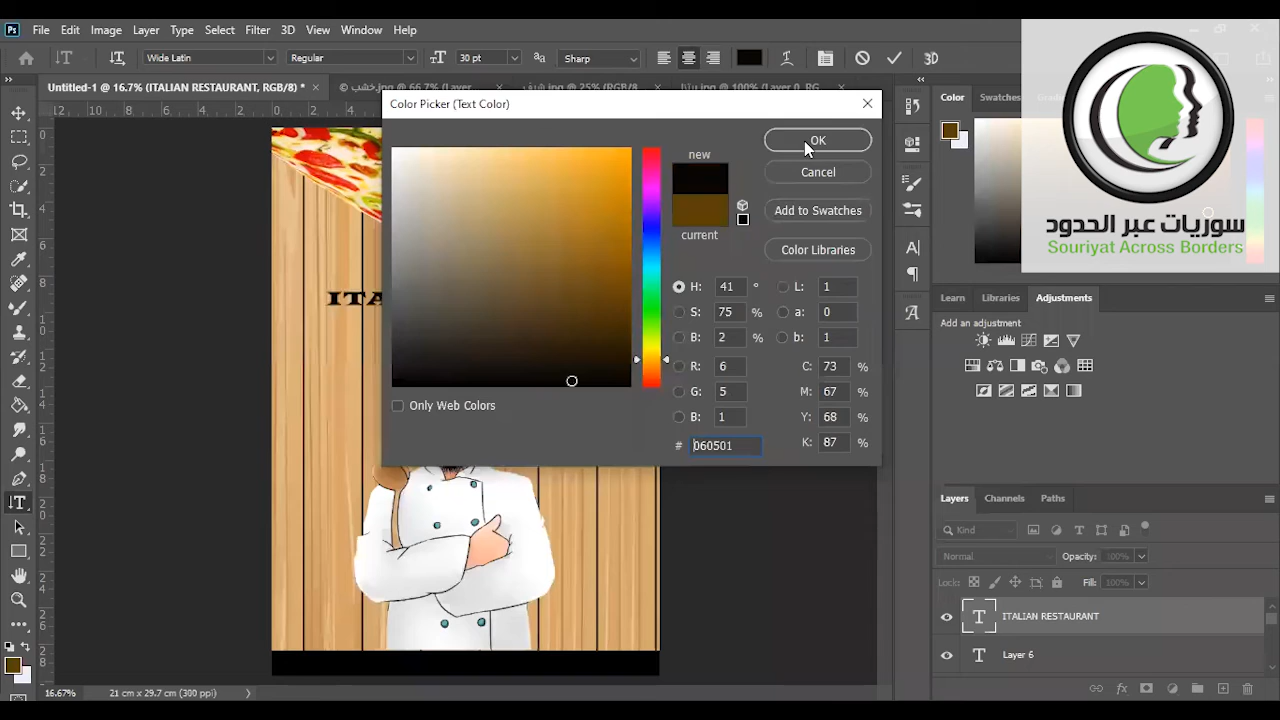 File Edit Image Layer Type Select Filter 3D View Window Help
Wide Latin Regular 30 pt Sharp 3D
Untitled-1 @ 16.7% (ITALIAN RESTAURANT, RGB/8) *
Color Picker (Text Color)
new
OK
Cancel
current
Add to Swatches
Color Libraries
H: 41 ° L: 1
S: 75 % a: 0
B: 2 % b: 1
R: 6 C: 73 %
G: 5 M: 67 %
B: 1 Y: 68 %
# 060501 K: 87 %
Only Web Colors
ITA
Color Swatches
سوريات عبر الحدود
Souriyat Across Borders
Learn Libraries Adjustments
Add an adjustment
Layers Channels Paths
Kind
Normal Opacity: 100%
Lock: Fill: 100%
ITALIAN RESTAURANT
Layer 6
16.67% 21 cm x 29.7 cm (300 ppi)